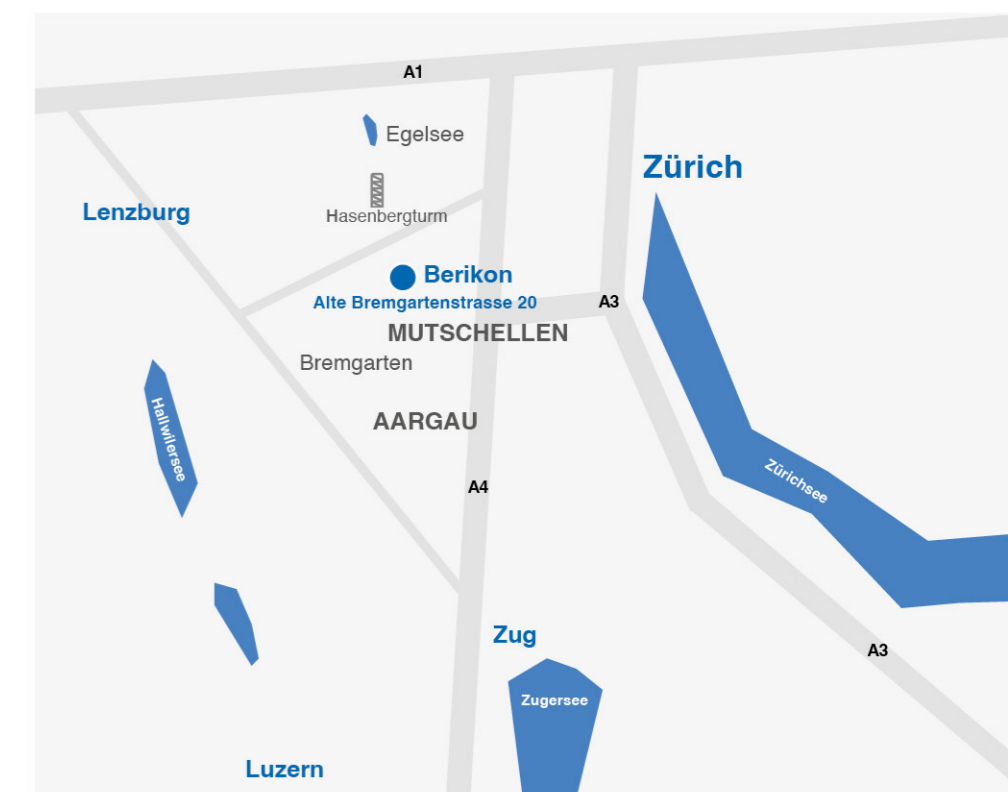 A1
Egelsee
Zürich
Lenzburg
Hasenbergturm
Berikon
Alte Bremgartenstrasse 20
A3
MUTSCHELLEN
Bremgarten
AARGAU
Hallwilersee
Zürichsee
A4
Zug
A3
Zugersee
Luzern